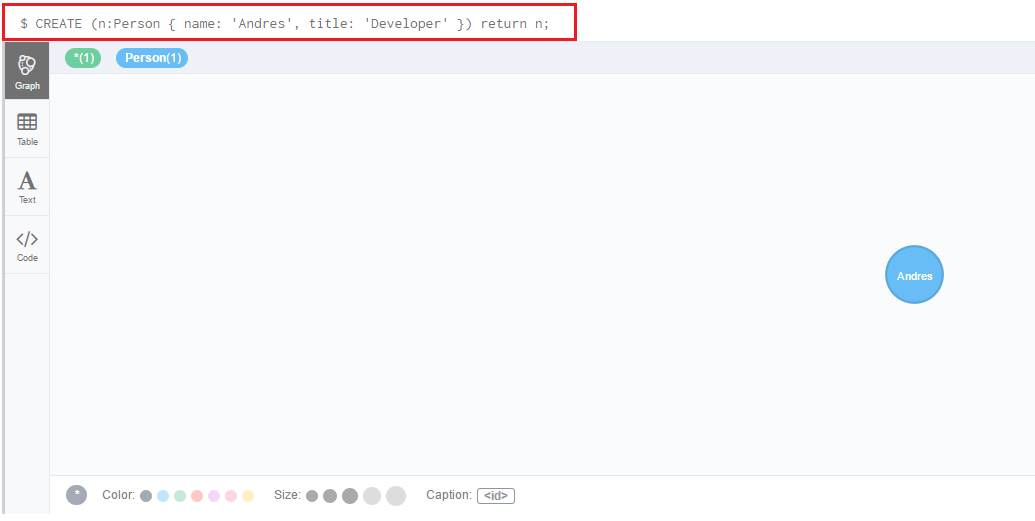 $ CREATE (n:Person { name: 'Andres', title: 'Developer' }) return n;
*(1) Person(1)
Graph
Table
A
Text
</>
Code
Andres
* Color: Size: Caption: <id>